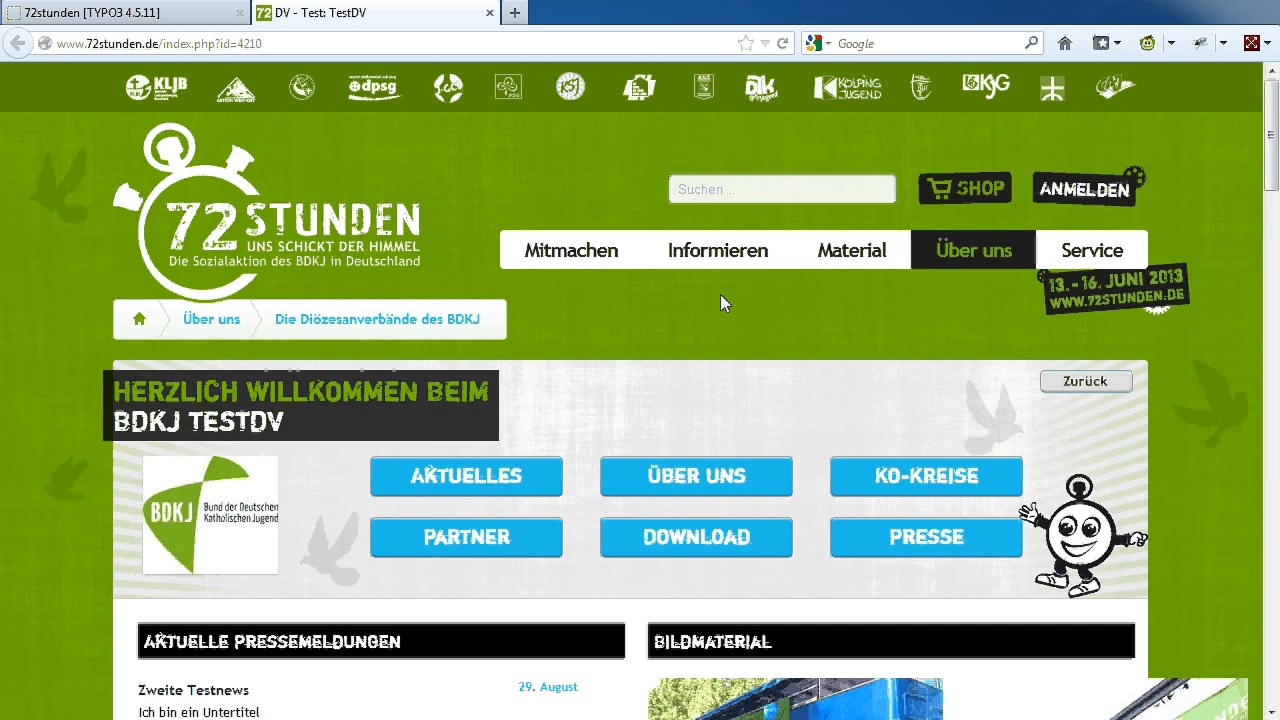 72stunden [TYPO3 4.5.11]
72 DV - Test: TestDV
www.72stunden.de/index.php?id=4210
Google
KLJB
dpsg
KSJ
DJK
KOLPING
JUGEND
KjG
72 STUNDEN
UNS SCHICKT DER HIMMEL
Die Sozialaktion des BDKJ in Deutschland
Suchen ...
SHOP
ANMELDEN
Mitmachen
Informieren
Material
Über uns
Service
13.-16. JUNI 2013
WWW.72STUNDEN.DE
Über uns
Die Diözesanverbände des BDKJ
HERZLICH WILLKOMMEN BEIM
BDKJ TESTDV
Zurück
BDKJ
Bund der Deutschen
Katholischen Jugend
AKTUELLES
ÜBER UNS
KO-KREISE
PARTNER
DOWNLOAD
PRESSE
AKTUELLE PRESSEMELDUNGEN
BILDMATERIAL
Zweite Testnews
29. August
Ich bin ein Untertitel